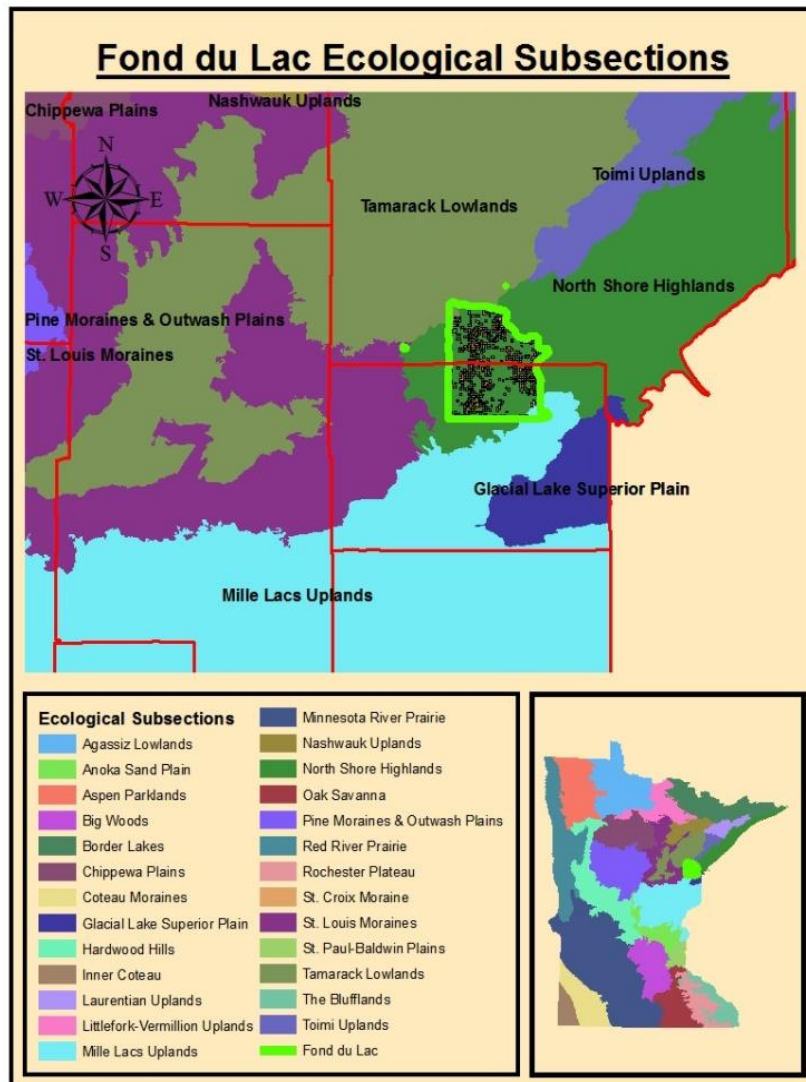 Fond du Lac Ecological Subsections
Nashwauk Uplands
Chippewa Plains
N
W
E
S
Toimi Uplands
Tamarack Lowlands
North Shore Highlands
Pine Moraines & Outwash Plains
St. Louis Moraines
Glacial Lake Superior Plain
Mille Lacs Uplands
Ecological Subsections
Agassiz Lowlands
Anoka Sand Plain
Aspen Parklands
Big Woods
Border Lakes
Chippewa Plains
Coteau Moraines
Glacial Lake Superior Plain
Hardwood Hills
Inner Coteau
Laurentian Uplands
Littlefork-Vermillion Uplands
Mille Lacs Uplands
Minnesota River Prairie
Nashwauk Uplands
North Shore Highlands
Oak Savanna
Pine Moraines & Outwash Plains
Red River Prairie
Rochester Plateau
St. Croix Moraine
St. Louis Moraines
St. Paul-Baldwin Plains
Tamarack Lowlands
The Blufflands
Toimi Uplands
Fond du Lac